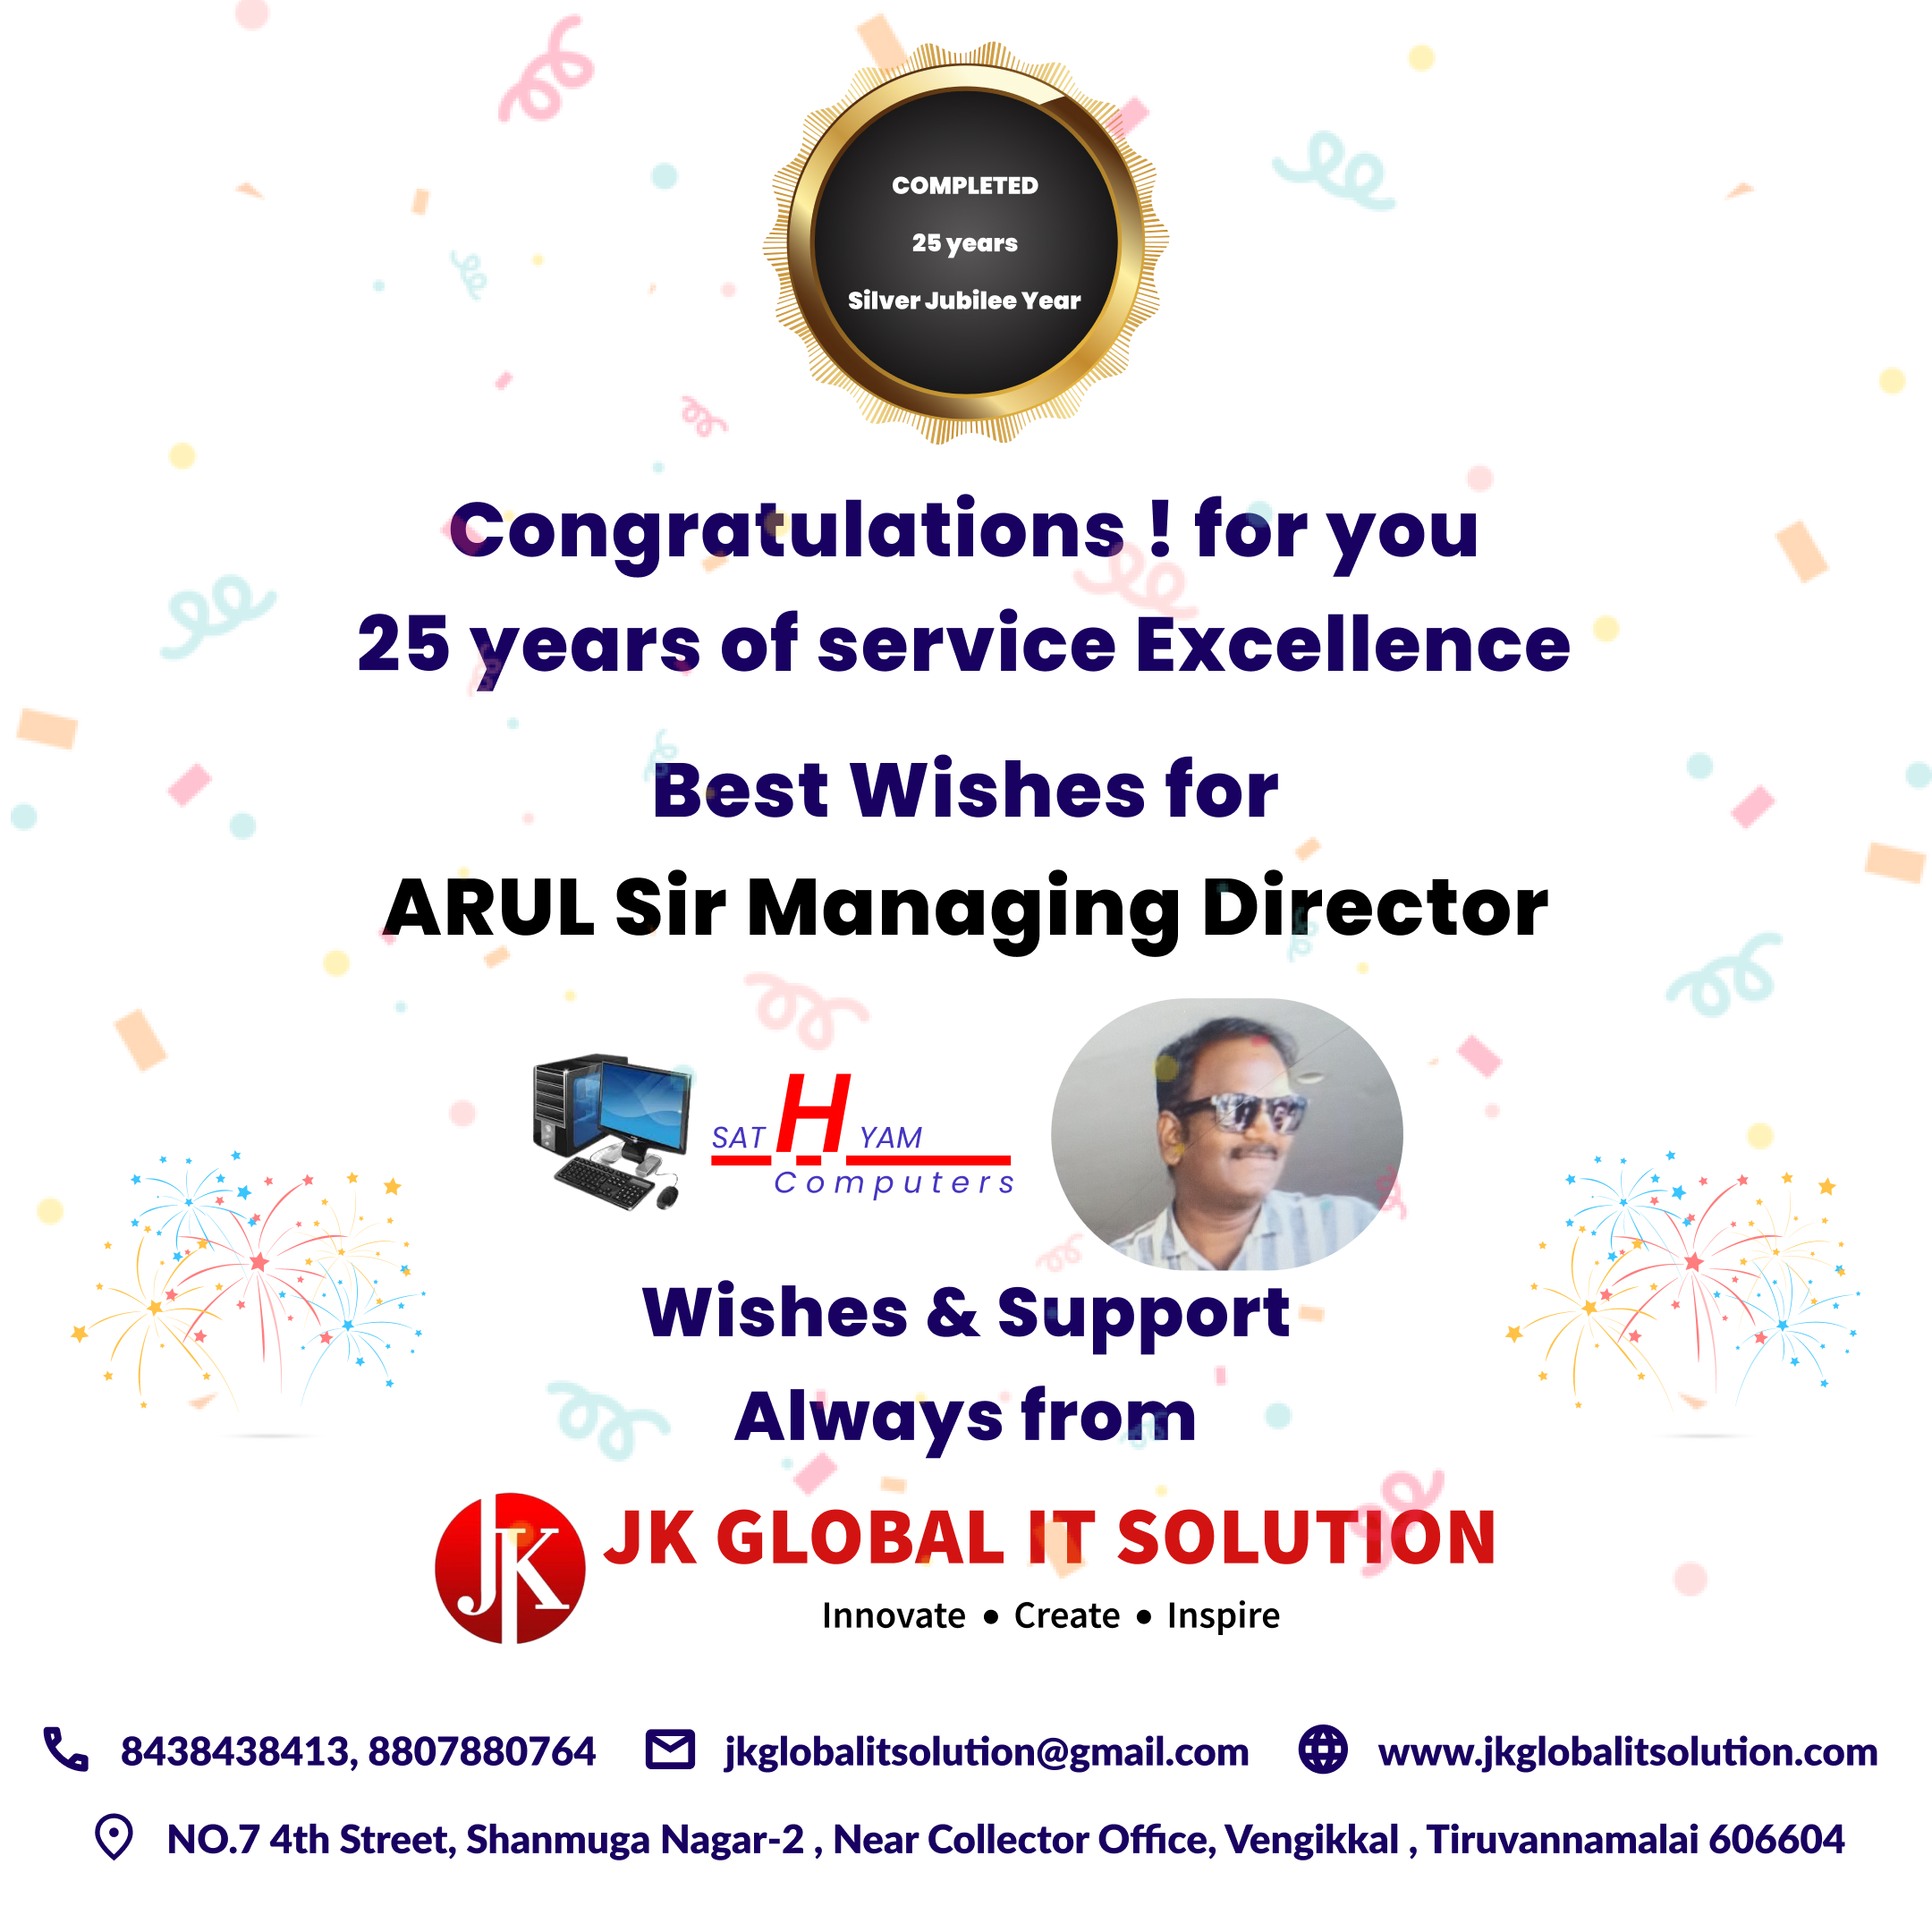 COMPLETED
25 years
Silver Jubilee Year
Congratulations ! for you
25 years of service Excellence
Best Wishes for
ARUL Sir Managing Director
SAT H YAM
Computers
Wishes & Support
Always from
JK
JK GLOBAL IT SOLUTION
Innovate • Create • Inspire
8438438413, 8807880764 jkglobalitsolution@gmail.com www.jkglobalitsolution.com
NO.7 4th Street, Shanmuga Nagar-2 , Near Collector Office, Vengikkal , Tiruvannamalai 606604